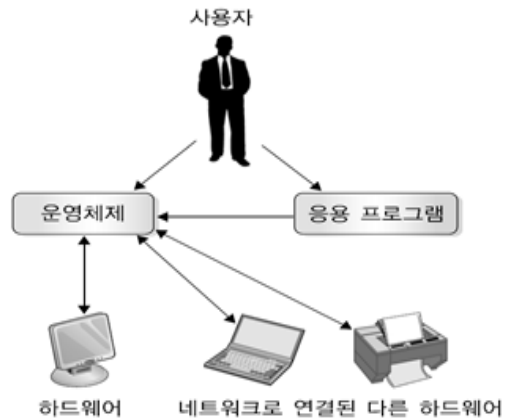 사용자
운영체제
응용 프로그램
하드웨어
네트워크로 연결된 다른 하드웨어